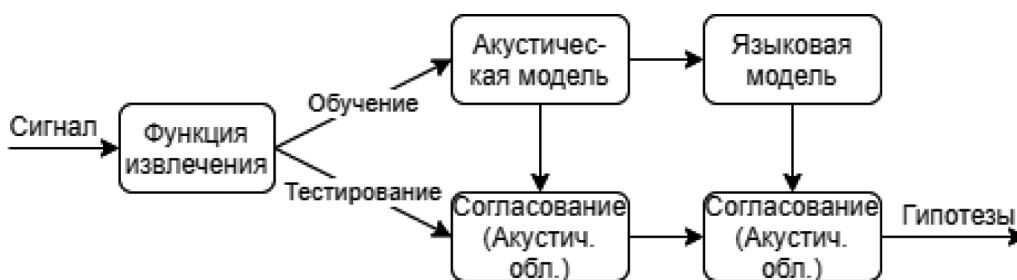 Сигнал
Функция
извлечения
Обучение
Тестирование
Акустичес-
кая модель
Языковая
модель
Согласование
(Акустич.
обл.)
Согласование
(Акустич.
обл.)
Гипотезы